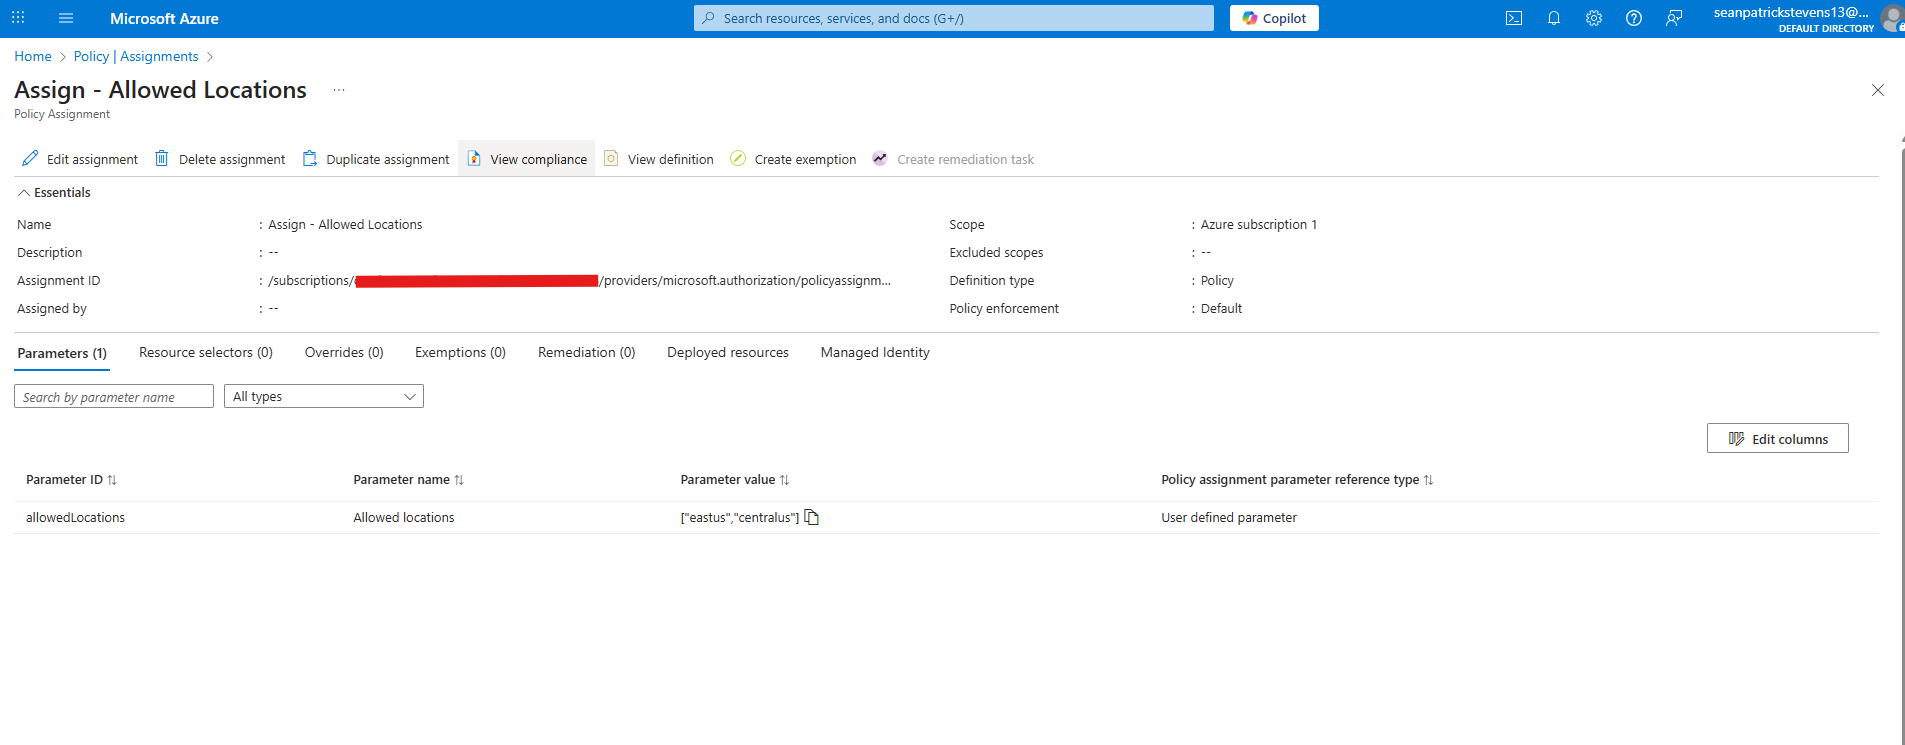 Microsoft Azure
Search resources, services, and docs (G+/)
Copilot
seanpatrickstevens13@...
DEFAULT DIRECTORY
Home > Policy | Assignments >
Assign - Allowed Locations ...
Policy Assignment
Edit assignment Delete assignment Duplicate assignment View compliance View definition Create exemption Create remediation task
Essentials
Name : Assign - Allowed Locations
Scope : Azure subscription 1
Description : --
Excluded scopes : --
Assignment ID : /subscriptions/ /providers/microsoft.authorization/policyassignm...
Definition type : Policy
Assigned by : --
Policy enforcement : Default
Parameters (1) Resource selectors (0) Overrides (0) Exemptions (0) Remediation (0) Deployed resources Managed Identity
Search by parameter name
All types
Edit columns
Parameter ID Parameter name Parameter value Policy assignment parameter reference type
allowedLocations Allowed locations ["eastus","centralus"] User defined parameter